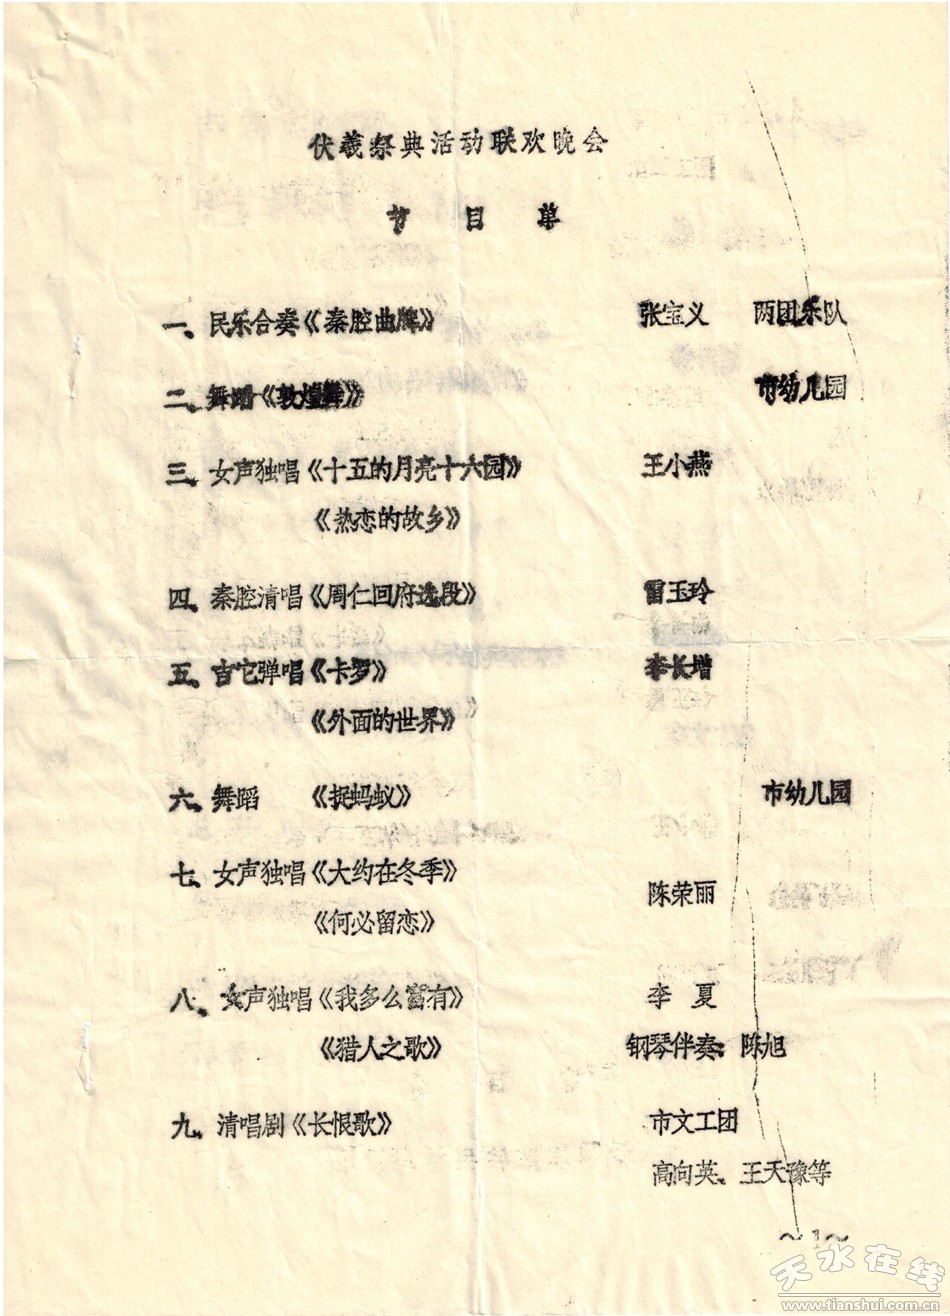 伏羲祭典活动联欢晚会
节目单
一、民乐合奏《秦腔曲牌》 张宝义 两团乐队
二、舞蹈《敦煌舞》 市幼儿园
三、女声独唱《十五的月亮十六园》 王小燕
《热恋的故乡》
四、秦腔清唱《周仁回府选段》 雷玉玲
五、吉它弹唱《卡罗》 李长增
《外面的世界》
六、舞蹈 《捉蚂蚁》 市幼儿园
七、女声独唱《大约在冬季》 陈荣丽
《何必留恋》
八、女声独唱《我多么富有》 李 夏
《猎人之歌》 钢琴伴奏：陈旭
九、清唱剧《长恨歌》 市文工团
高向英、王天豫等
～1～
天水在线
www.tianshui.com.cn